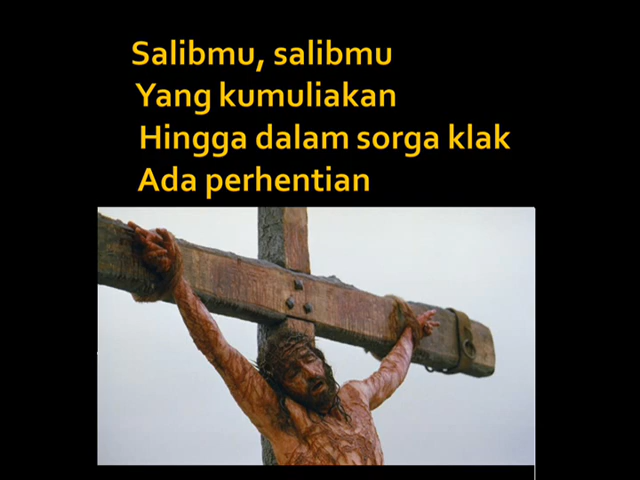 Salibmu, salibmu
Yang kumuliakan
Hingga dalam sorga klak
Ada perhentian